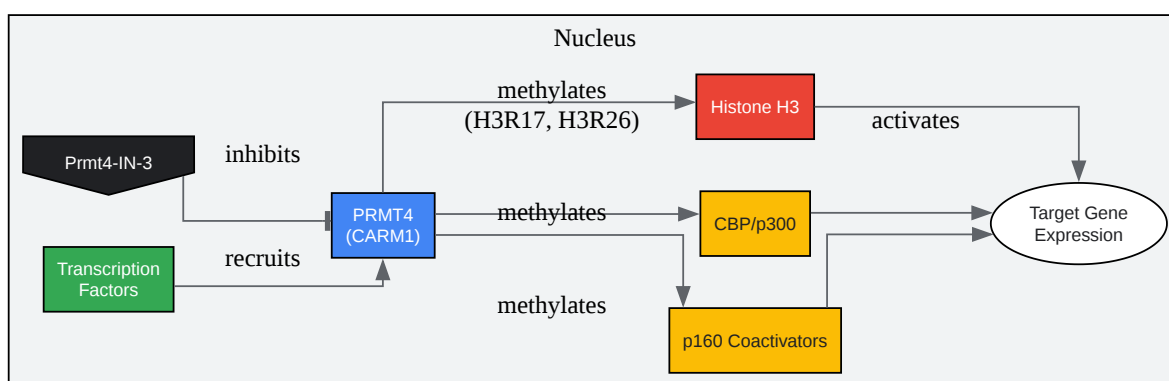 Nucleus
methylates
(H3R17, H3R26)
Histone H3
activates
Prmt4-IN-3
inhibits
PRMT4
(CARM1)
methylates
CBP/p300
Target Gene
Expression
Transcription
Factors
recruits
methylates
p160 Coactivators